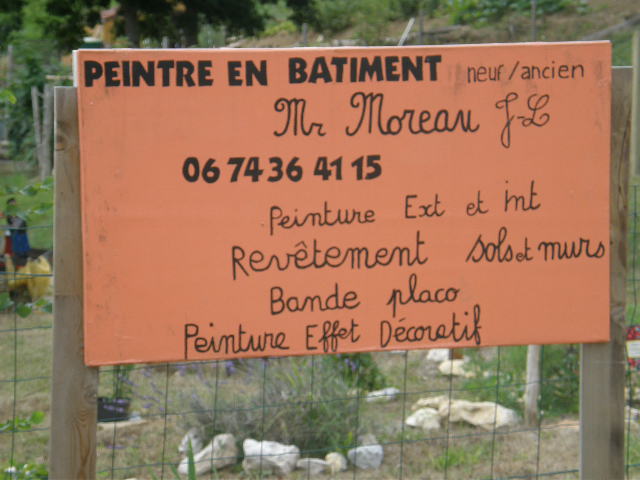 PEINTRE EN BATIMENT neuf/ancien
Mr Moreau J-L
06 74 36 41 15
Peinture Ext et int
Revêtement sols et murs
Bande placo
Peinture Effet Décoratif